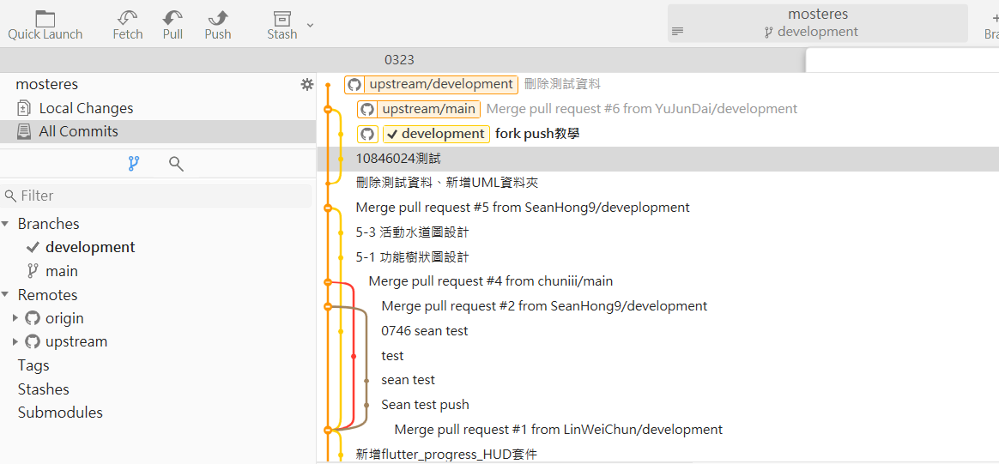 Quick Launch
Fetch
Pull
Push
Stash
mosteres
development
Bra
0323
mosteres
Local Changes
All Commits
Filter
Branches
development
main
Remotes
origin
upstream
Tags
Stashes
Submodules
upstream/development 刪除測試資料
upstream/main Merge pull request #6 from YuJunDai/development
development fork push教學
10846024測試
刪除測試資料、新增UML資料夾
Merge pull request #5 from SeanHong9/deveplopment
5-3 活動水道圖設計
5-1 功能樹狀圖設計
Merge pull request #4 from chuniii/main
Merge pull request #2 from SeanHong9/development
0746 sean test
test
sean test
Sean test push
Merge pull request #1 from LinWeiChun/development
新增flutter_progress_HUD套件